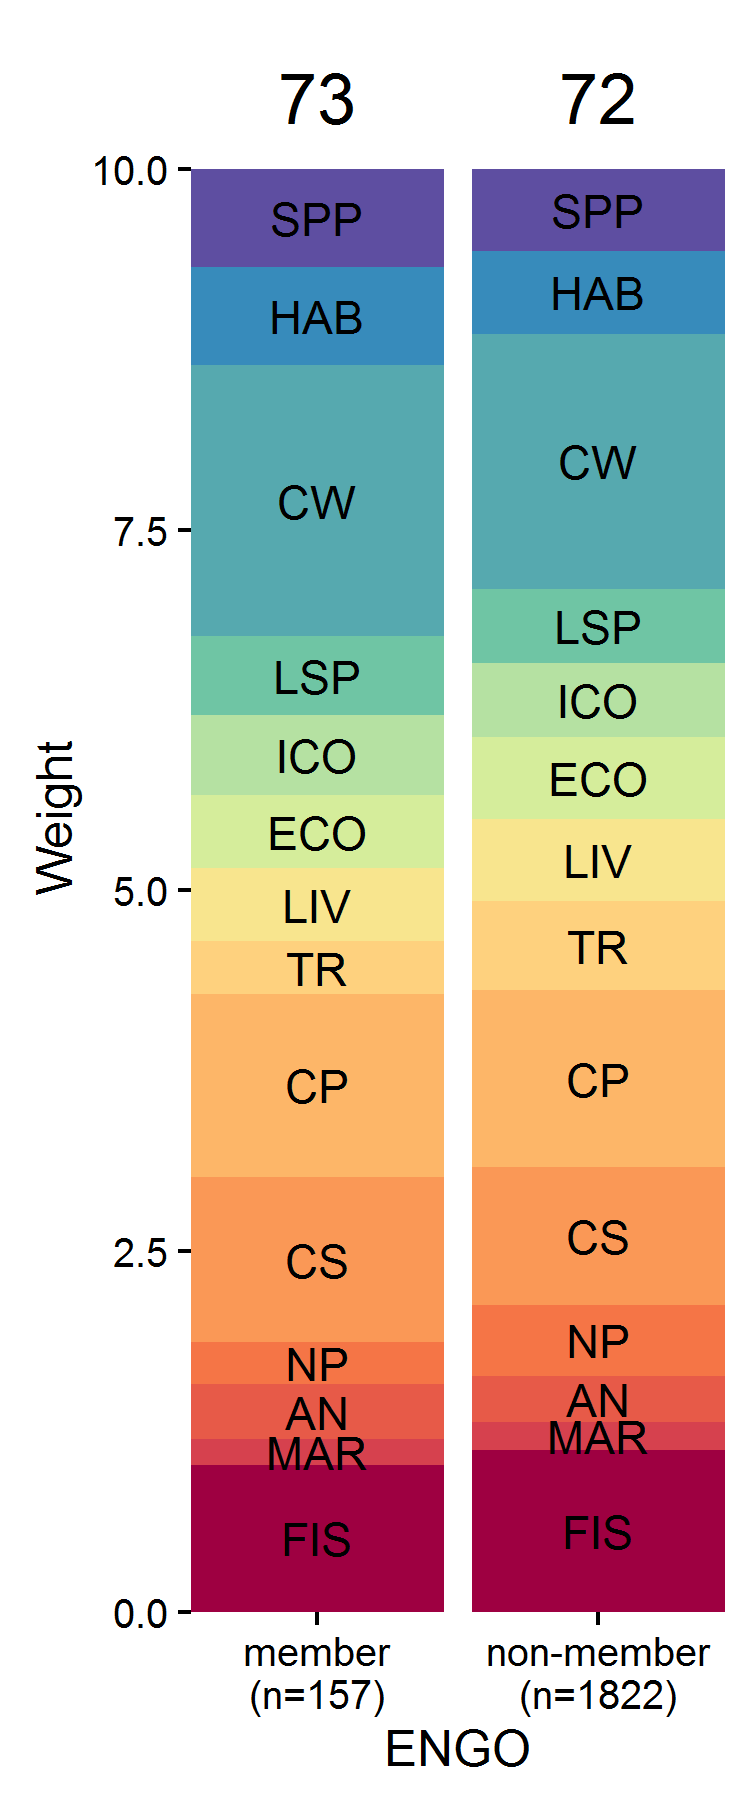 73 72
10.0
7.5
5.0
2.5
0.0
Weight
SPP
HAB
CW
LSP
ICO
ECO
LIV
TR
CP
CS
NP
AN
MAR
FIS
SPP
HAB
CW
LSP
ICO
ECO
LIV
TR
CP
CS
NP
AN
MAR
FIS
member
(n=157)
non-member
(n=1822)
ENGO